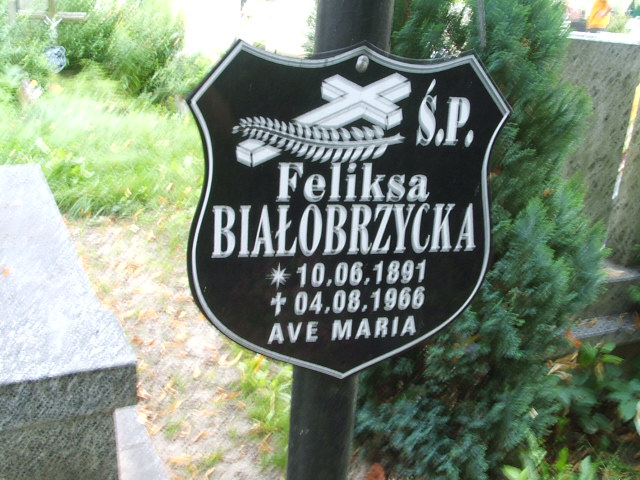 Ś.P.
Feliksa
BIAŁOBRZYCKA
* 10.06.1891
✝ 04.08.1966
AVE MARIA